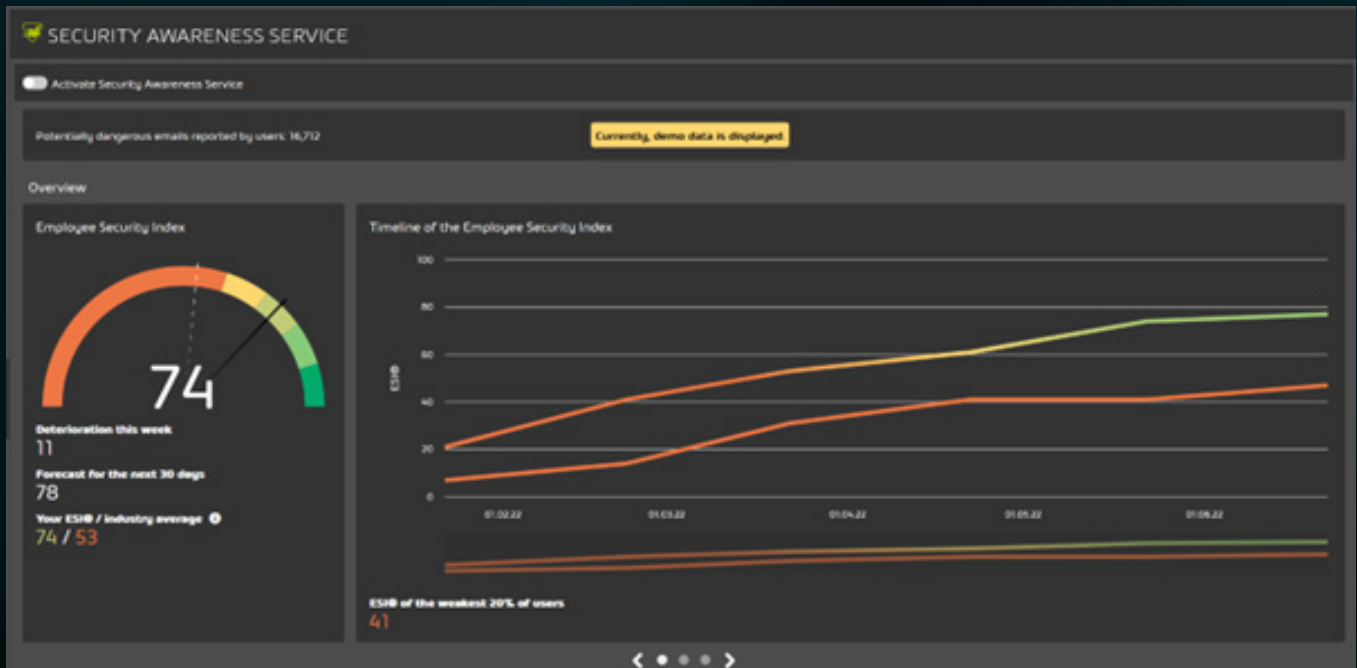 SECURITY AWARENESS SERVICE
Activate Security Awareness Service
Potentially dangerous emails reported by users: 16,712
Currently, demo data is displayed
Overview
Employee Security Index
74
Deterioration this week
11
Forecast for the next 30 days
78
Your ESI® / industry average
74 / 53
Timeline of the Employee Security Index
100
80
60
40
20
0
ESI®
01.02.22 01.03.22 01.04.22 01.05.22 01.06.22
ESI® of the weakest 20% of users
41